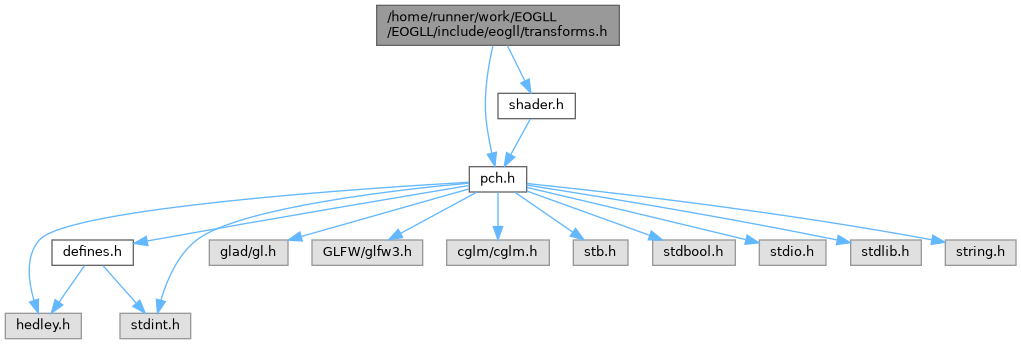 /home/runner/work/EOGLL
/EOGLL/include/eogll/transforms.h
shader.h
pch.h
defines.h
glad/gl.h
GLFW/glfw3.h
cglm/cglm.h
stb.h
stdbool.h
stdio.h
stdlib.h
string.h
hedley.h
stdint.h